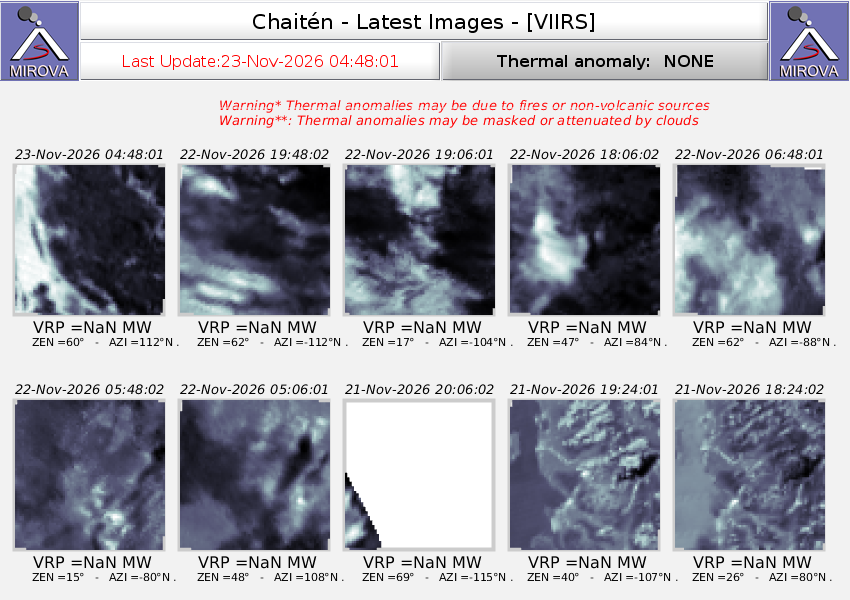 Chaitén - Latest Images - [VIIRS]
MIROVA
Last Update:23-Nov-2026 04:48:01
Thermal anomaly: NONE
MIROVA
Warning* Thermal anomalies may be due to fires or non-volcanic sources
Warning**: Thermal anomalies may be masked or attenuated by clouds
23-Nov-2026 04:48:01 22-Nov-2026 19:48:02 22-Nov-2026 19:06:01 22-Nov-2026 18:06:02 22-Nov-2026 06:48:01
VRP =NaN MW VRP =NaN MW VRP =NaN MW VRP =NaN MW VRP =NaN MW
ZEN =60° - AZI =112°N . ZEN =62° - AZI =-112°N . ZEN =17° - AZI =-104°N . ZEN =47° - AZI =84°N . ZEN =62° - AZI =-88°N .
22-Nov-2026 05:48:02 22-Nov-2026 05:06:01 21-Nov-2026 20:06:02 21-Nov-2026 19:24:01 21-Nov-2026 18:24:02
VRP =NaN MW VRP =NaN MW VRP =NaN MW VRP =NaN MW VRP =NaN MW
ZEN =15° - AZI =-80°N . ZEN =48° - AZI =108°N . ZEN =69° - AZI =-115°N . ZEN =40° - AZI =-107°N . ZEN =26° - AZI =80°N .